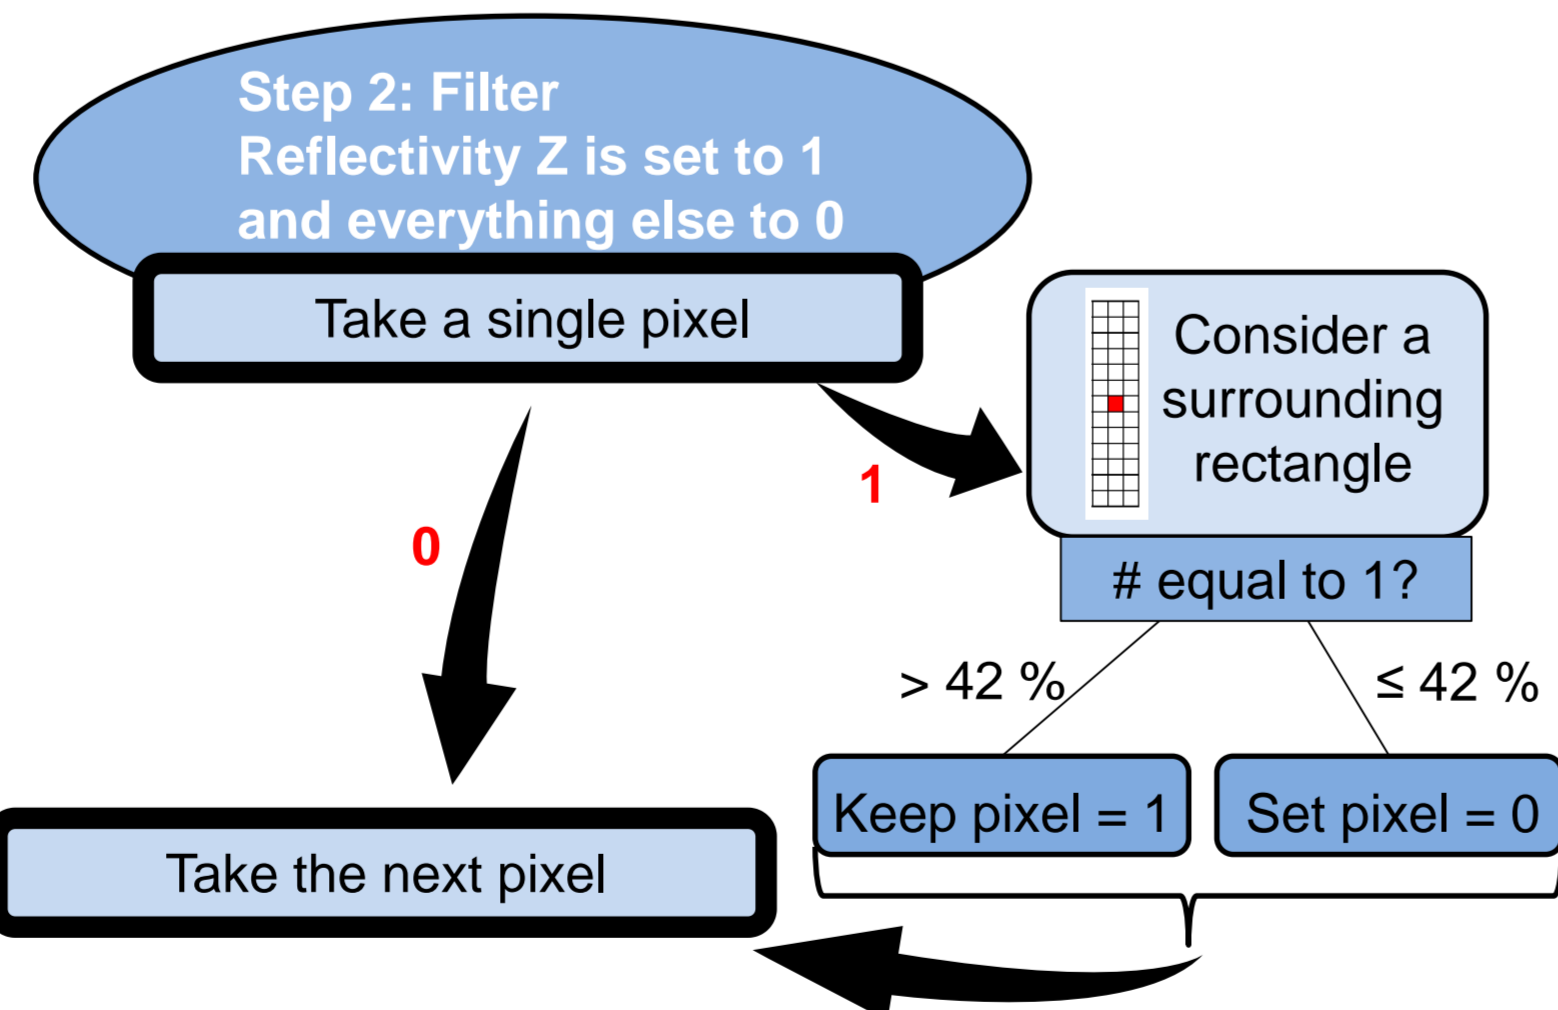 Step 2: Filter
Reflectivity Z is set to 1
and everything else to 0
Take a single pixel
Consider a
surrounding
rectangle
1
0
# equal to 1?
> 42 %
≤ 42 %
Keep pixel = 1
Set pixel = 0
Take the next pixel